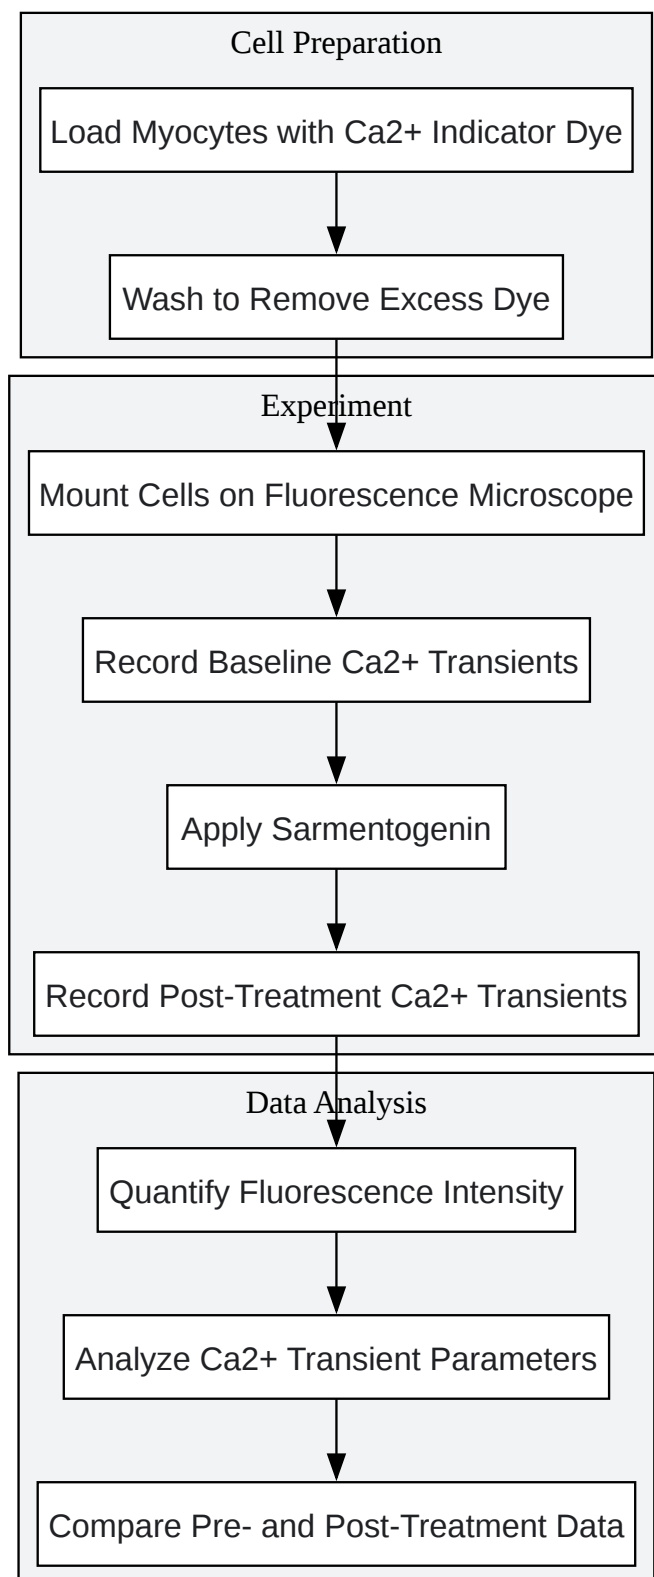 Cell Preparation
Load Myocytes with Ca2+ Indicator Dye
Wash to Remove Excess Dye
Experiment
Mount Cells on Fluorescence Microscope
Record Baseline Ca2+ Transients
Apply Sarmentogenin
Record Post-Treatment Ca2+ Transients
Data Analysis
Quantify Fluorescence Intensity
Analyze Ca2+ Transient Parameters
Compare Pre- and Post-Treatment Data